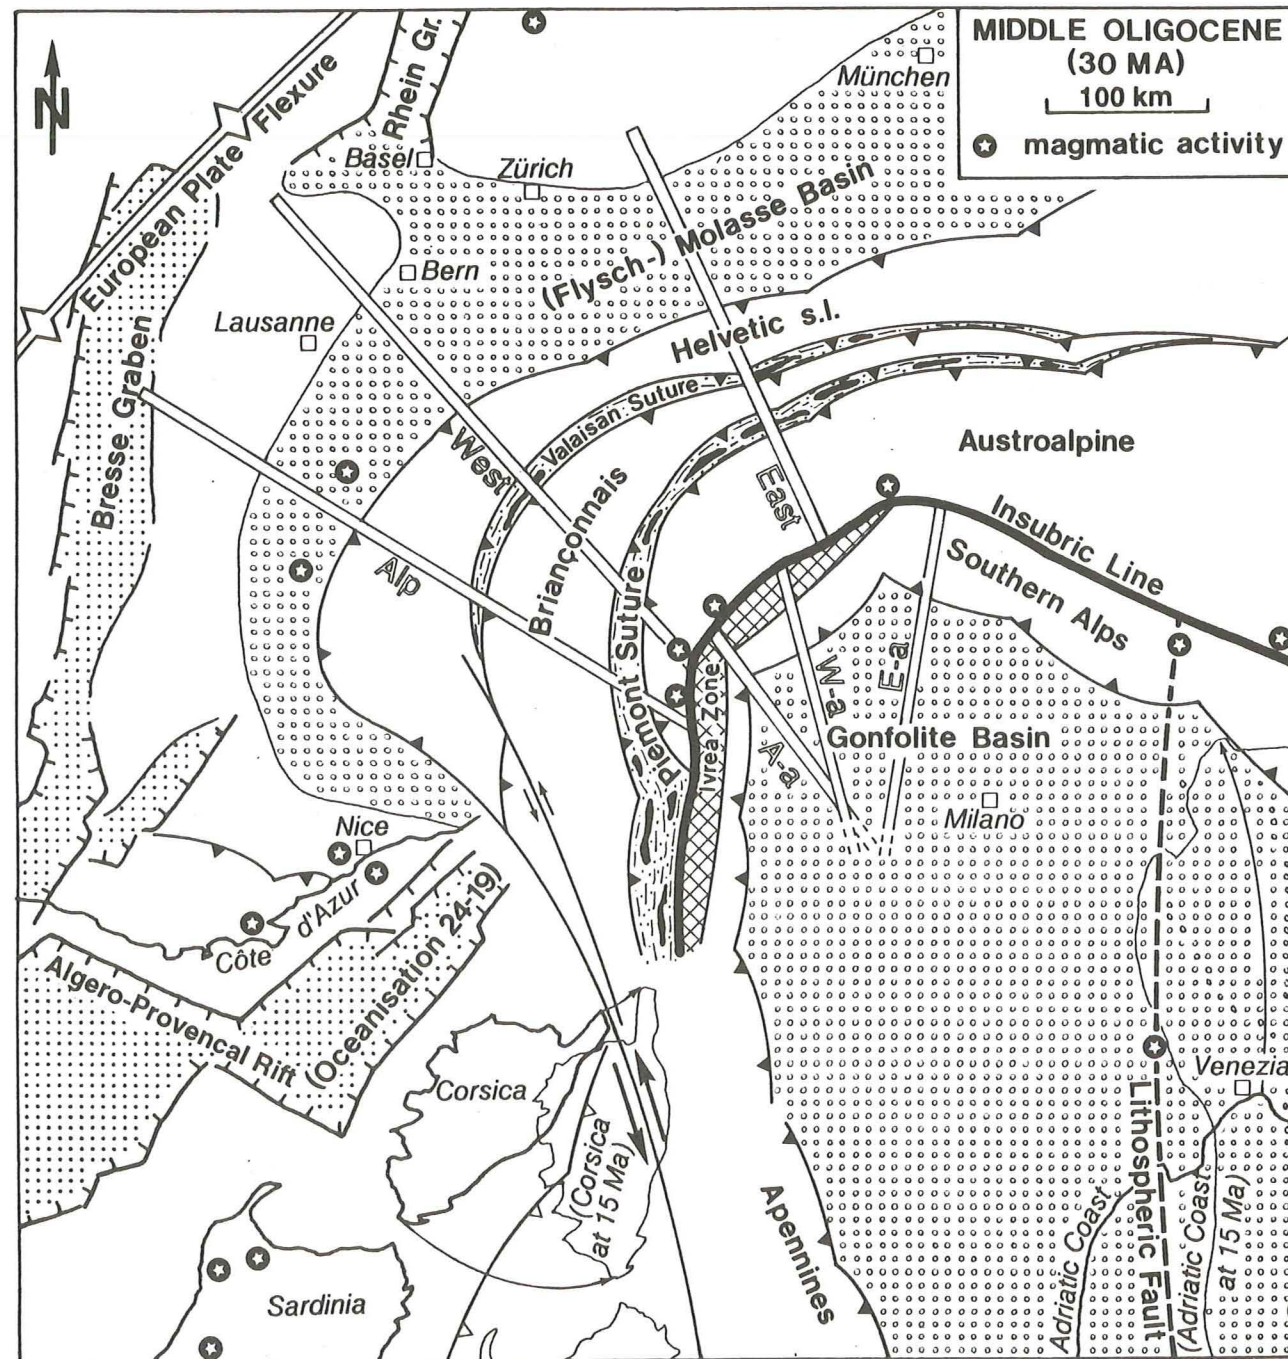 MIDDLE OLIGOCENE
(30 MA)
100 km
magmatic activity
N
European Plate Flexure
Rhein Gr.
München
Basel
Zürich
(Flysch-) Molasse Basin
Bern
Lausanne
Helvetic s.l.
Bresse Graben
Valaisan Suture
West
East
Austroalpine
Alp
Briançonnais
Insubric Line
Southern Alps
Piemont Suture
Ivrea Zone
W-a
E-a
A-a
Gonfolite Basin
Milano
Nice
Côte d'Azur
Algero-Provencal Rift (Oceanisation 24-19)
Corsica
(Corsica
at 15 Ma)
Venezia
Apennines
Adriatic Coast
Lithospheric Fault
(Adriatic Coast
at 15 Ma)
Sardinia